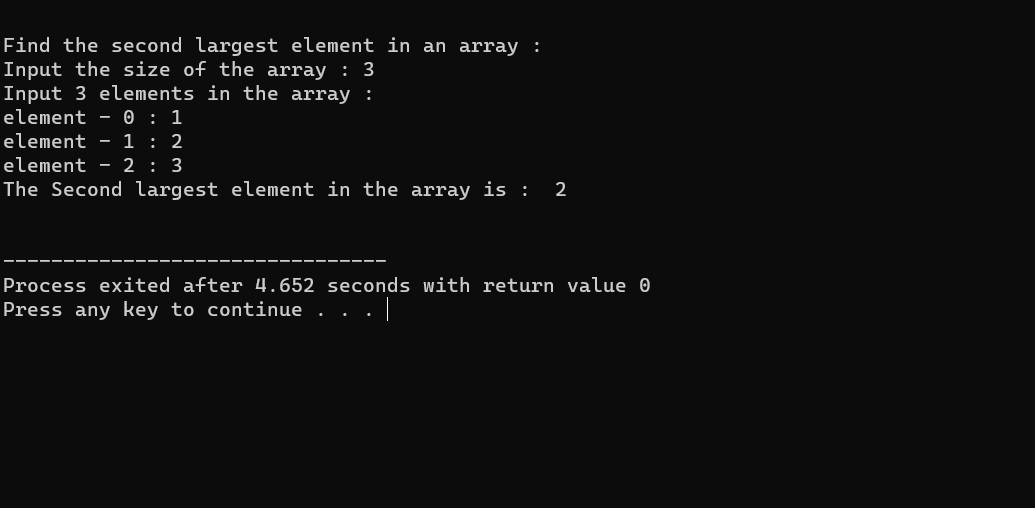 Find the second largest element in an array :
Input the size of the array : 3
Input 3 elements in the array :
element - 0 : 1
element - 1 : 2
element - 2 : 3
The Second largest element in the array is :  2
--------------------------------
Process exited after 4.652 seconds with return value 0
Press any key to continue . . .